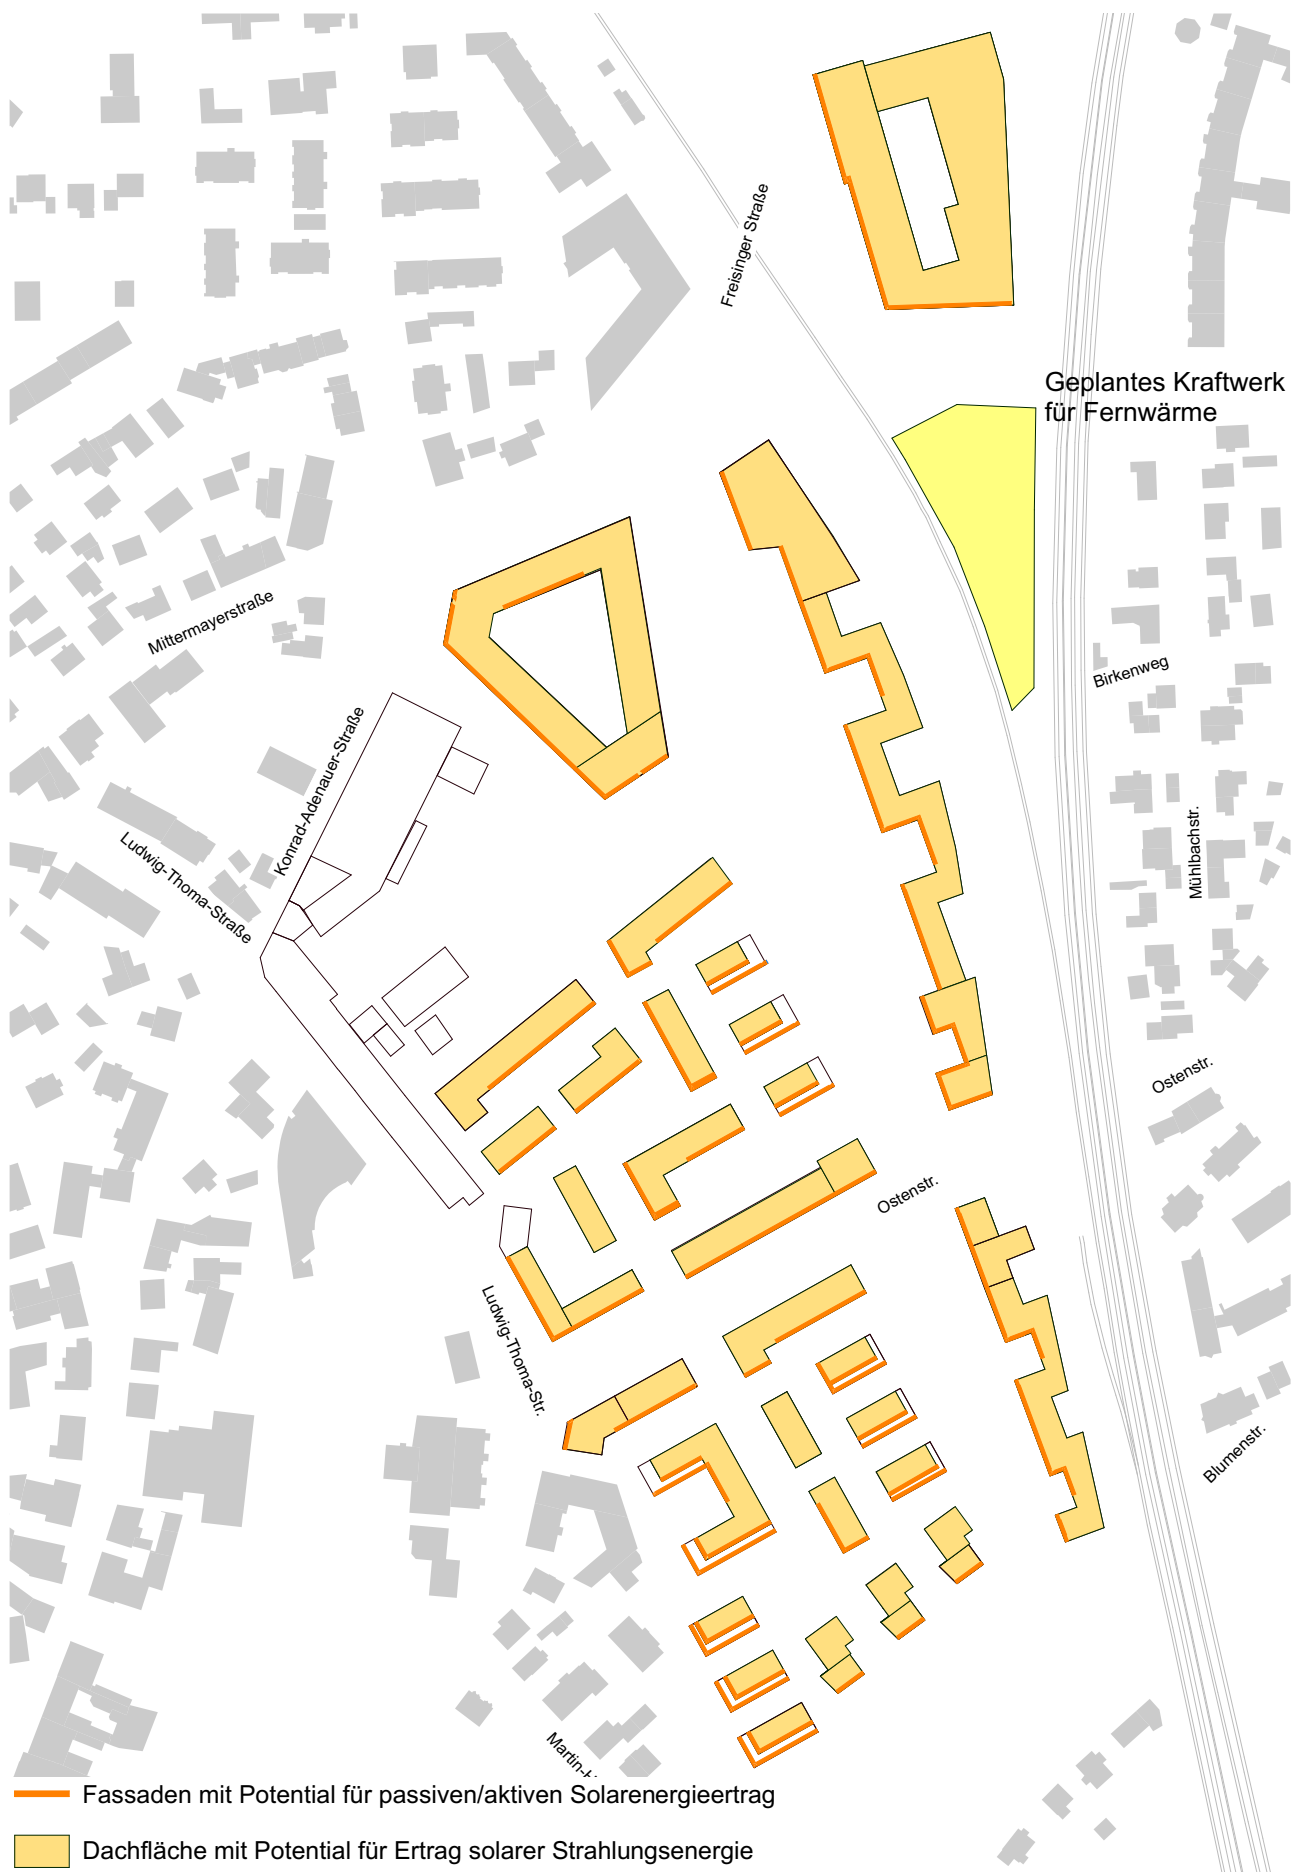 Freisinger Straße
Geplantes Kraftwerk
für Fernwärme
Mittermayerstraße
Birkenweg
Konrad-Adenauer-Straße
Ludwig-Thoma-Straße
Mühlbachstr.
Ostenstr.
Ostenstr.
Ludwig-Thoma-Str.
Blumenstr.
Fassaden mit Potential für passiven/aktiven Solarenergieertrag
Dachfläche mit Potential für Ertrag solarer Strahlungsenergie